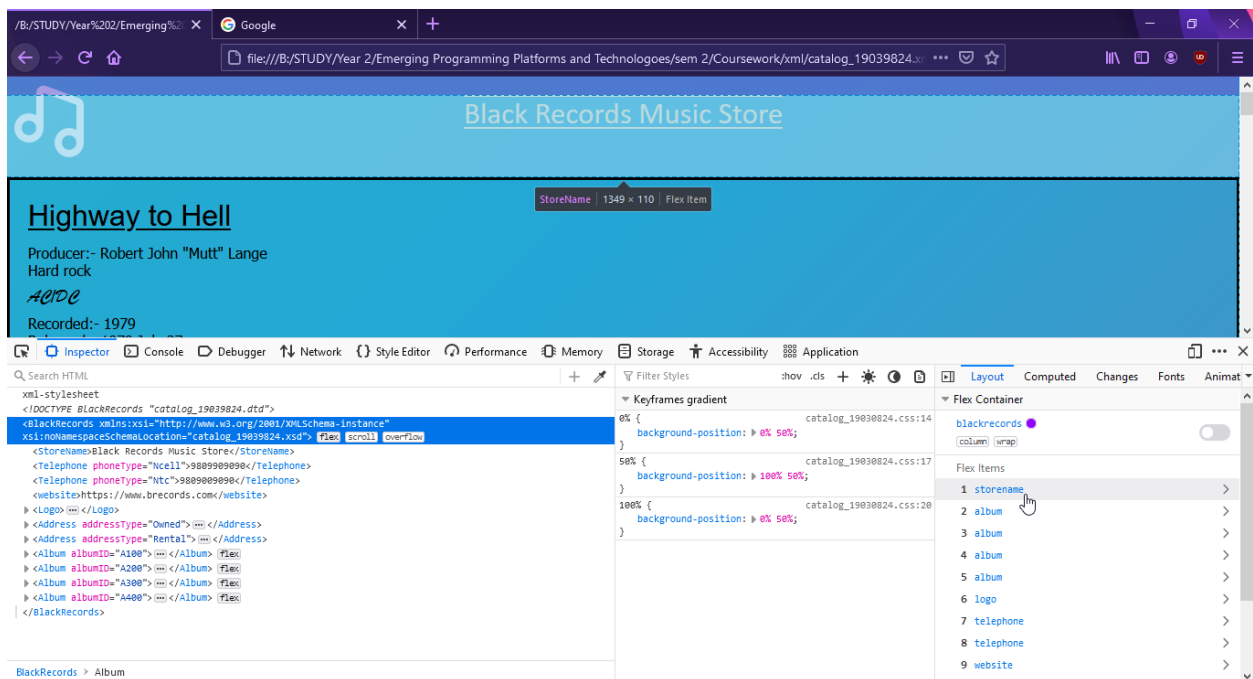 /B:/STUDY/Year%202/Emerging%20
Google
file:///B:/STUDY/Year 2/Emerging Programming Platforms and Technologoes/sem 2/Coursework/xml/catalog_19039824.x
Black Records Music Store
StoreName 1349 × 110 Flex Item
Highway to Hell
Producer:- Robert John "Mutt" Lange
Hard rock
AC/DC
Recorded:- 1979
Inspector Console Debugger Network Style Editor Performance Memory Storage Accessibility Application
Search HTML
xml-stylesheet
<!DOCTYPE BlackRecords "catalog_19039824.dtd">
<BlackRecords xmlns:xsi="http://www.w3.org/2001/XMLSchema-instance"
xsi:noNamespaceSchemaLocation="catalog_19039824.xsd"> flex scroll overflow
<StoreName>Black Records Music Store</StoreName>
<Telephone phoneType="Ncell">9809909090</Telephone>
<Telephone phoneType="Ntc">9809009090</Telephone>
<website>https://www.brecords.com</website>
<Logo> </Logo>
<Address addressType="Owned"> </Address>
<Address addressType="Rental"> </Address>
<Album albumID="A100"> </Album> flex
<Album albumID="A200"> </Album> flex
<Album albumID="A300"> </Album> flex
<Album albumID="A400"> </Album> flex
</BlackRecords>
BlackRecords > Album
Filter Styles :hov .cls
Keyframes gradient
0% { catalog_19030824.css:14
background-position: 0% 50%;
}
50% { catalog_19030824.css:17
background-position: 100% 50%;
}
100% { catalog_19030824.css:20
background-position: 0% 50%;
}
Layout Computed Changes Fonts Animat
Flex Container
blackrecords
column wrap
Flex Items
1 storename
2 album
3 album
4 album
5 album
6 logo
7 telephone
8 telephone
9 website